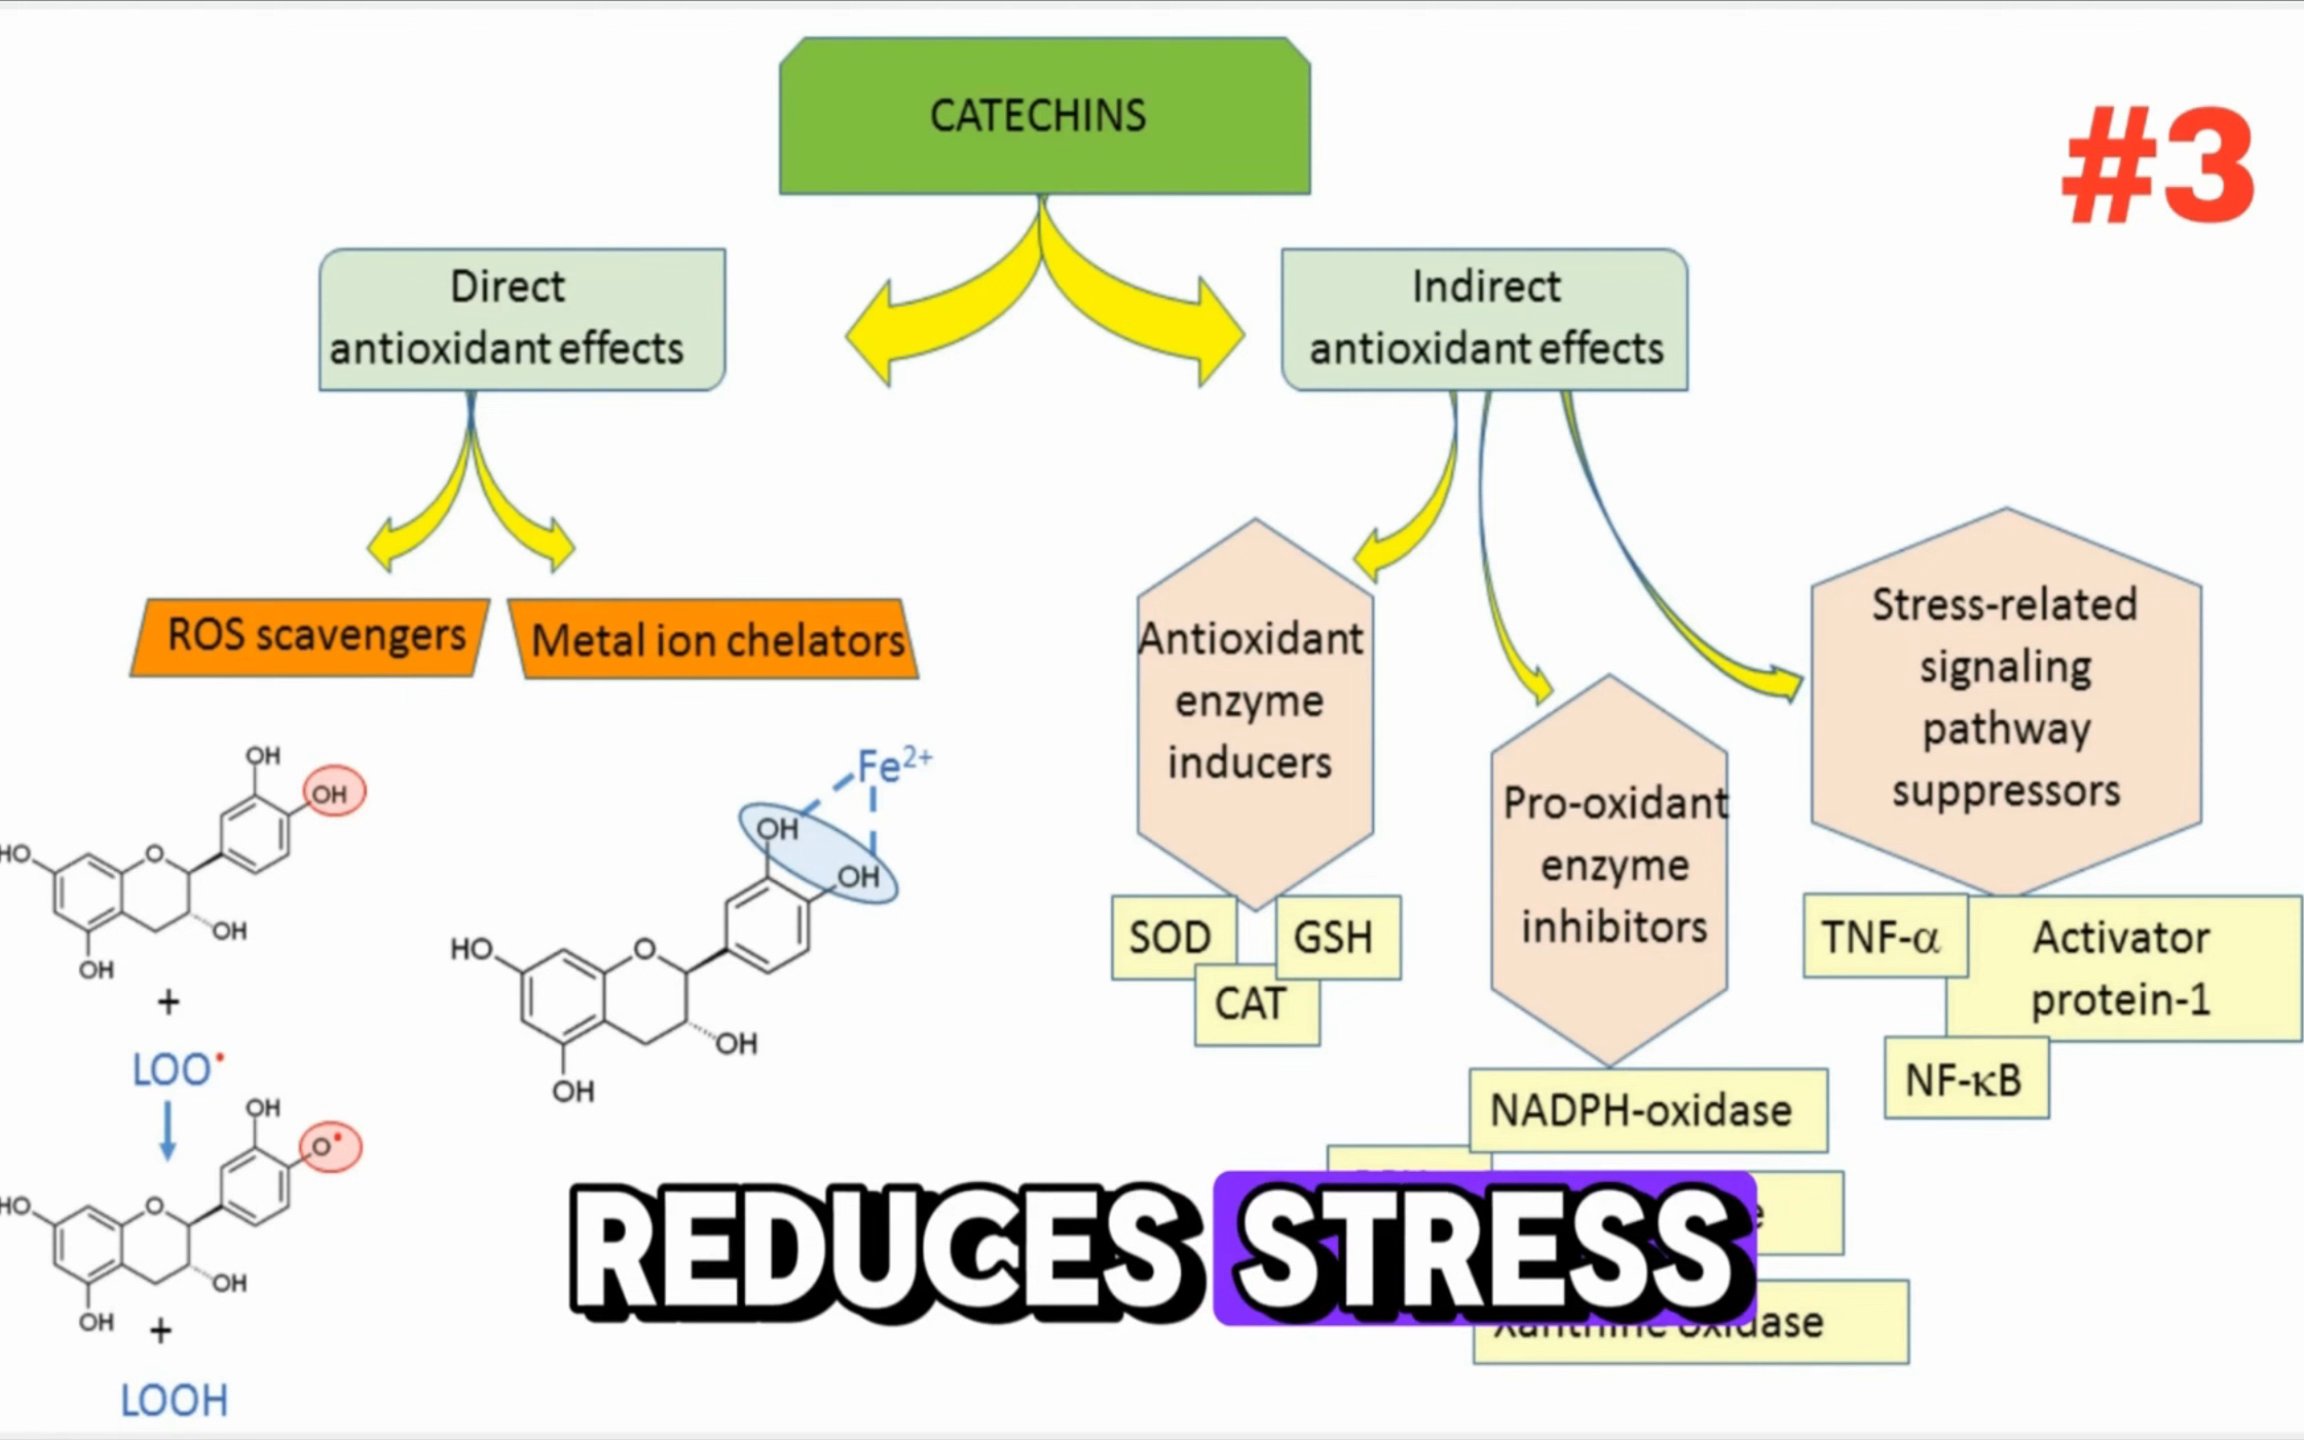 CATECHINS
#3
Direct
antioxidant effects
Indirect
antioxidant effects
ROS scavengers
Metal ion chelators
Antioxidant
enzyme
inducers
Pro-oxidant
enzyme
inhibitors
Stress-related
signaling
pathway
suppressors
SOD
GSH
CAT
TNF-α
Activator
protein-1
NF-κB
NADPH-oxidase
Xanthine oxidase
OH
OH
HO
O
OH
OH
+
LOO•
OH
O•
HO
O
OH
OH
+
LOOH
Fe2+
OH
OH
HO
O
OH
OH
REDUCES STRESS